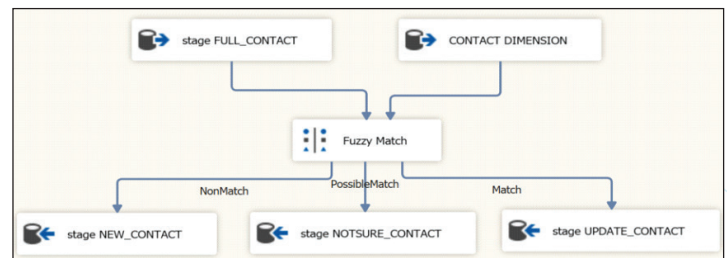 stage FULL_CONTACT
CONTACT DIMENSION
Fuzzy Match
NonMatch
PossibleMatch
Match
stage NEW_CONTACT
stage NOTSURE_CONTACT
stage UPDATE_CONTACT